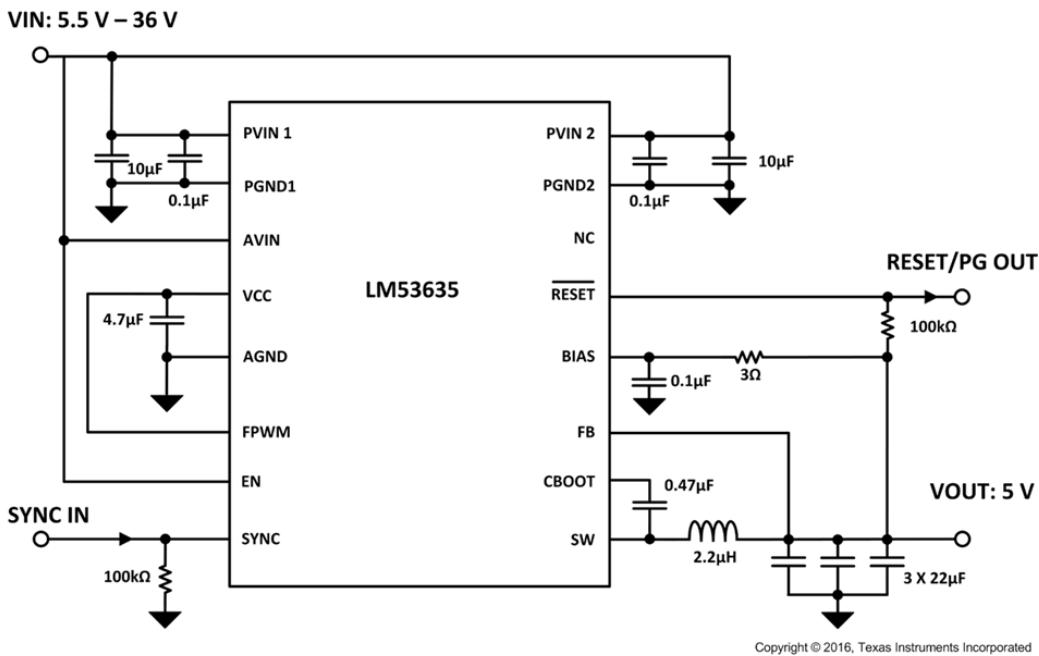 VIN: 5.5 V – 36 V
PVIN 1
PVIN 2
10µF
0.1µF
PGND1
PGND2
0.1µF
10µF
AVIN
NC
RESET/PG OUT
VCC
LM53635
RESET
4.7µF
100kΩ
AGND
BIAS
3Ω
0.1µF
FPWM
FB
EN
CBOOT
0.47µF
VOUT: 5 V
SYNC IN
SYNC
SW
2.2µH
100kΩ
3 X 22µF
Copyright © 2016, Texas Instruments Incorporated